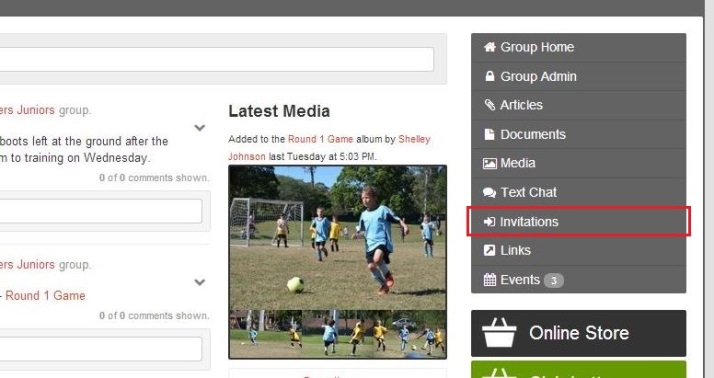 ers Juniors group.
boots left at the ground after the
m to training on Wednesday.
0 of 0 comments shown.
ers Juniors group.
- Round 1 Game
0 of 0 comments shown.
Latest Media
Added to the Round 1 Game album by Shelley
Johnson last Tuesday at 5:03 PM.
Group Home
Group Admin
Articles
Documents
Media
Text Chat
Invitations
Links
Events 3
Online Store